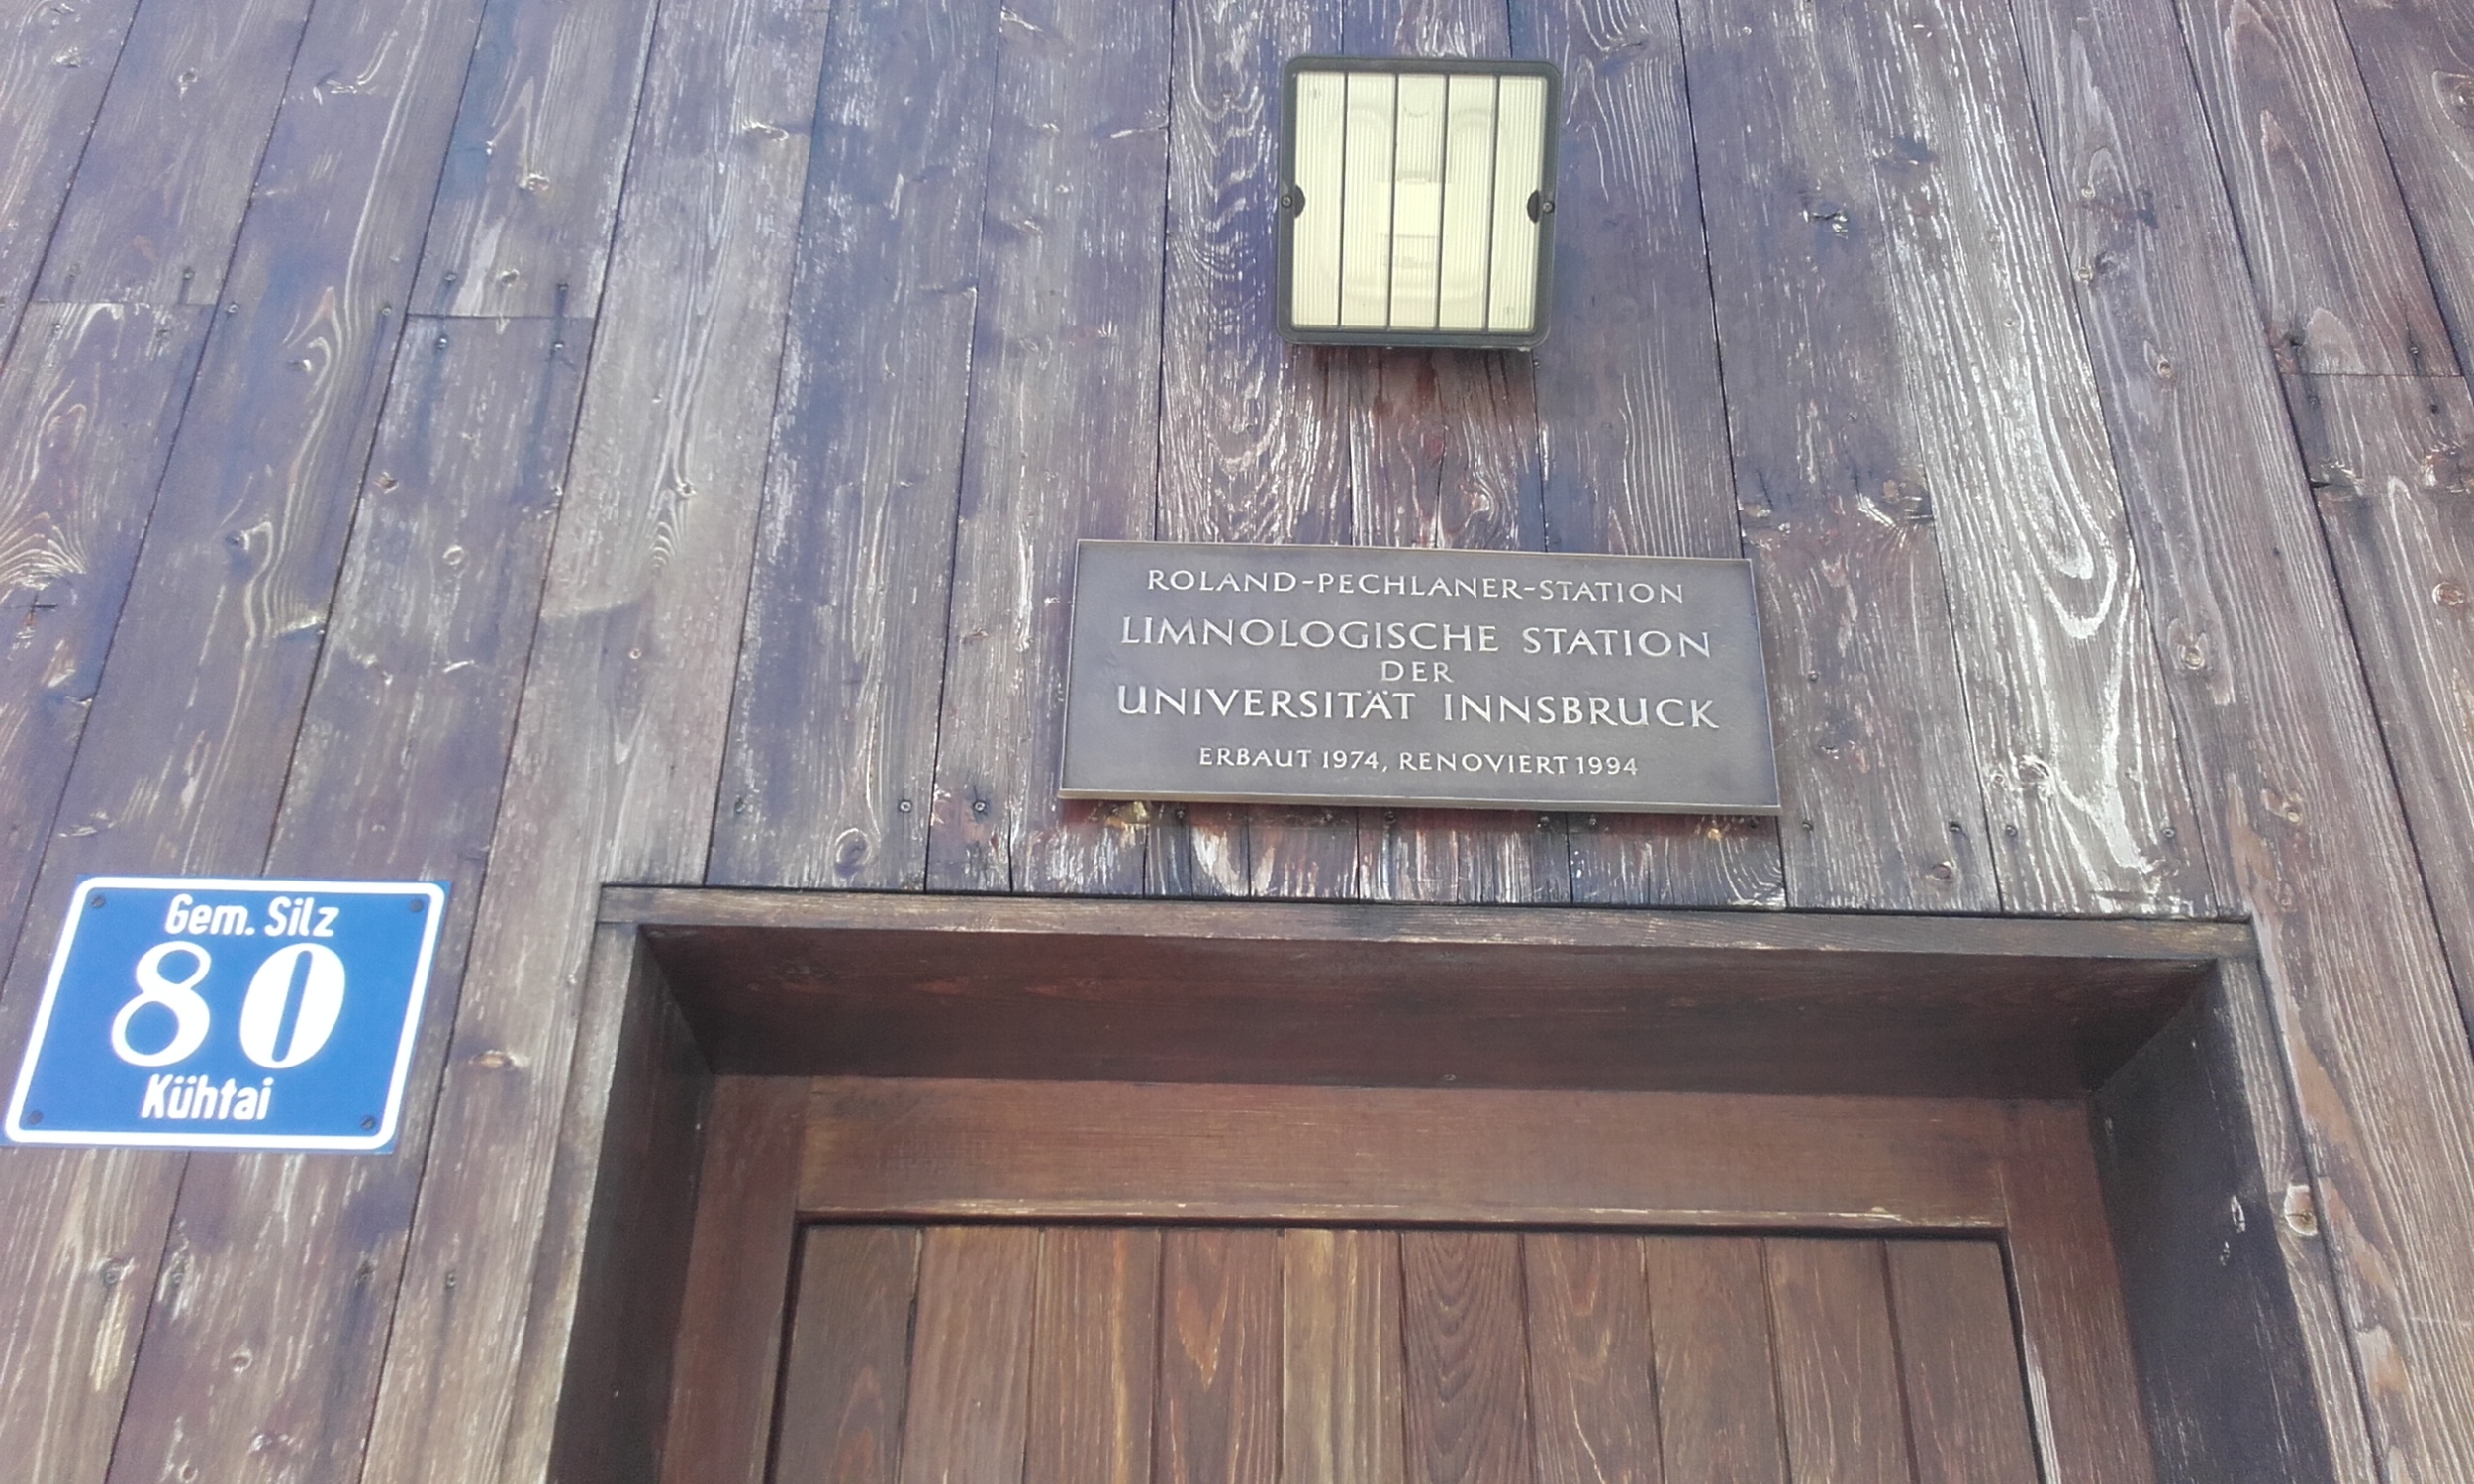 ROLAND-PECHLANER-STATION
LIMNOLOGISCHE STATION
DER
UNIVERSITÄT INNSBRUCK
ERBAUT 1974, RENOVIERT 1994
Gem. Silz
80
Kühtai